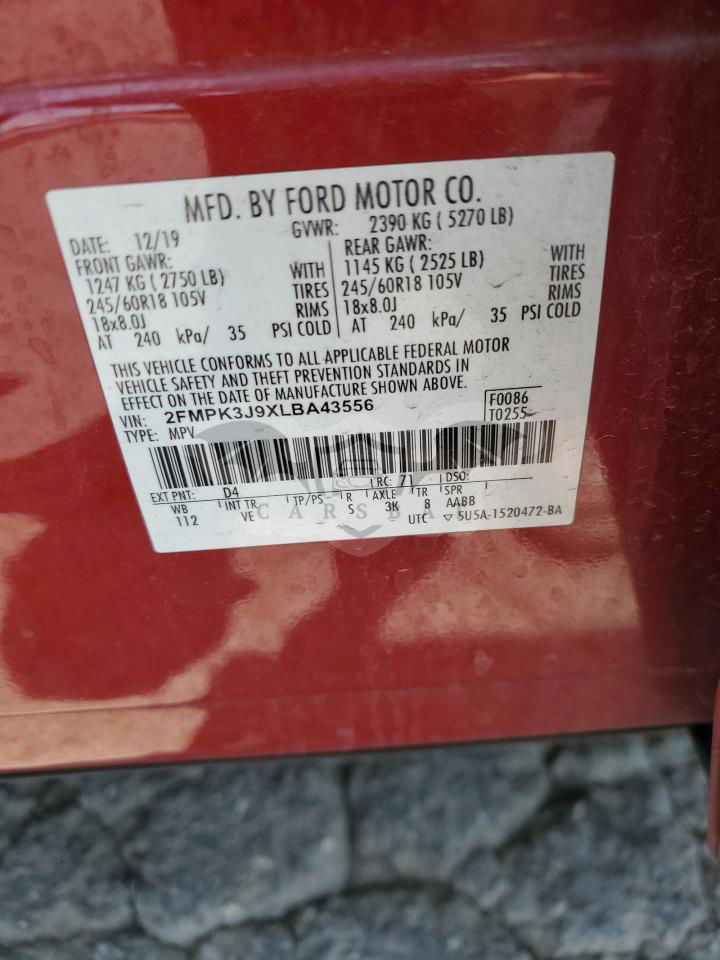 MFD. BY FORD MOTOR CO.
DATE: 12/19
GVWR: 2390 KG ( 5270 LB)
FRONT GAWR:
1247 KG ( 2750 LB) WITH
245/60R18 105V TIRES
18x8.0J RIMS
AT 240 kPa/ 35 PSI COLD
REAR GAWR:
1145 KG ( 2525 LB) WITH
245/60R18 105V TIRES
18x8.0J RIMS
AT 240 kPa/ 35 PSI COLD
THIS VEHICLE CONFORMS TO ALL APPLICABLE FEDERAL MOTOR
VEHICLE SAFETY AND THEFT PREVENTION STANDARDS IN
EFFECT ON THE DATE OF MANUFACTURE SHOWN ABOVE.
VIN: 2FMPK3J9XLBA43556
TYPE: MPV
F0086
T0255
EXT PNT: D4 RC: 71 DSO:
WB INT TR TP/PS R AXLE TR SPR
112 VE S 3K 8 AABB
UTC ▽ 5U5A-1520472-BA